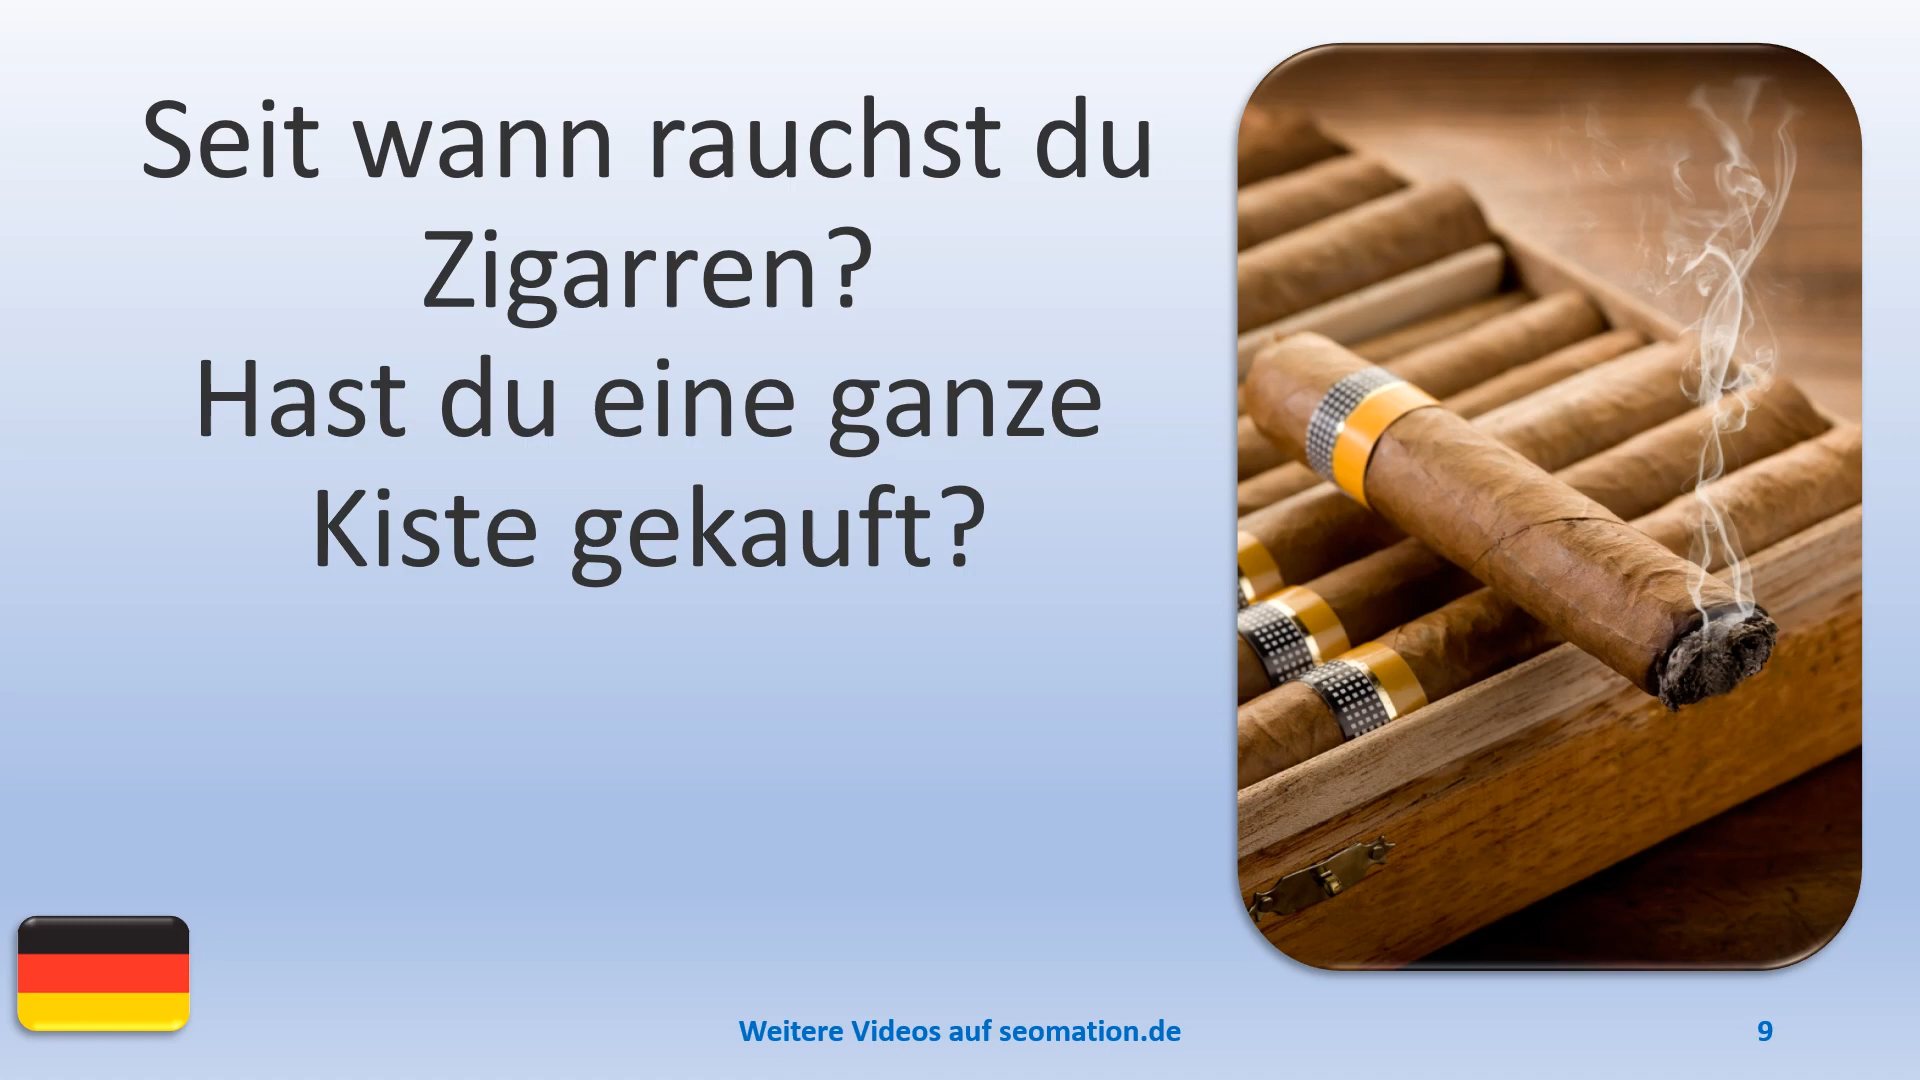 Seit wann rauchst du
Zigarren?
Hast du eine ganze
Kiste gekauft?
Weitere Videos auf seomation.de
9